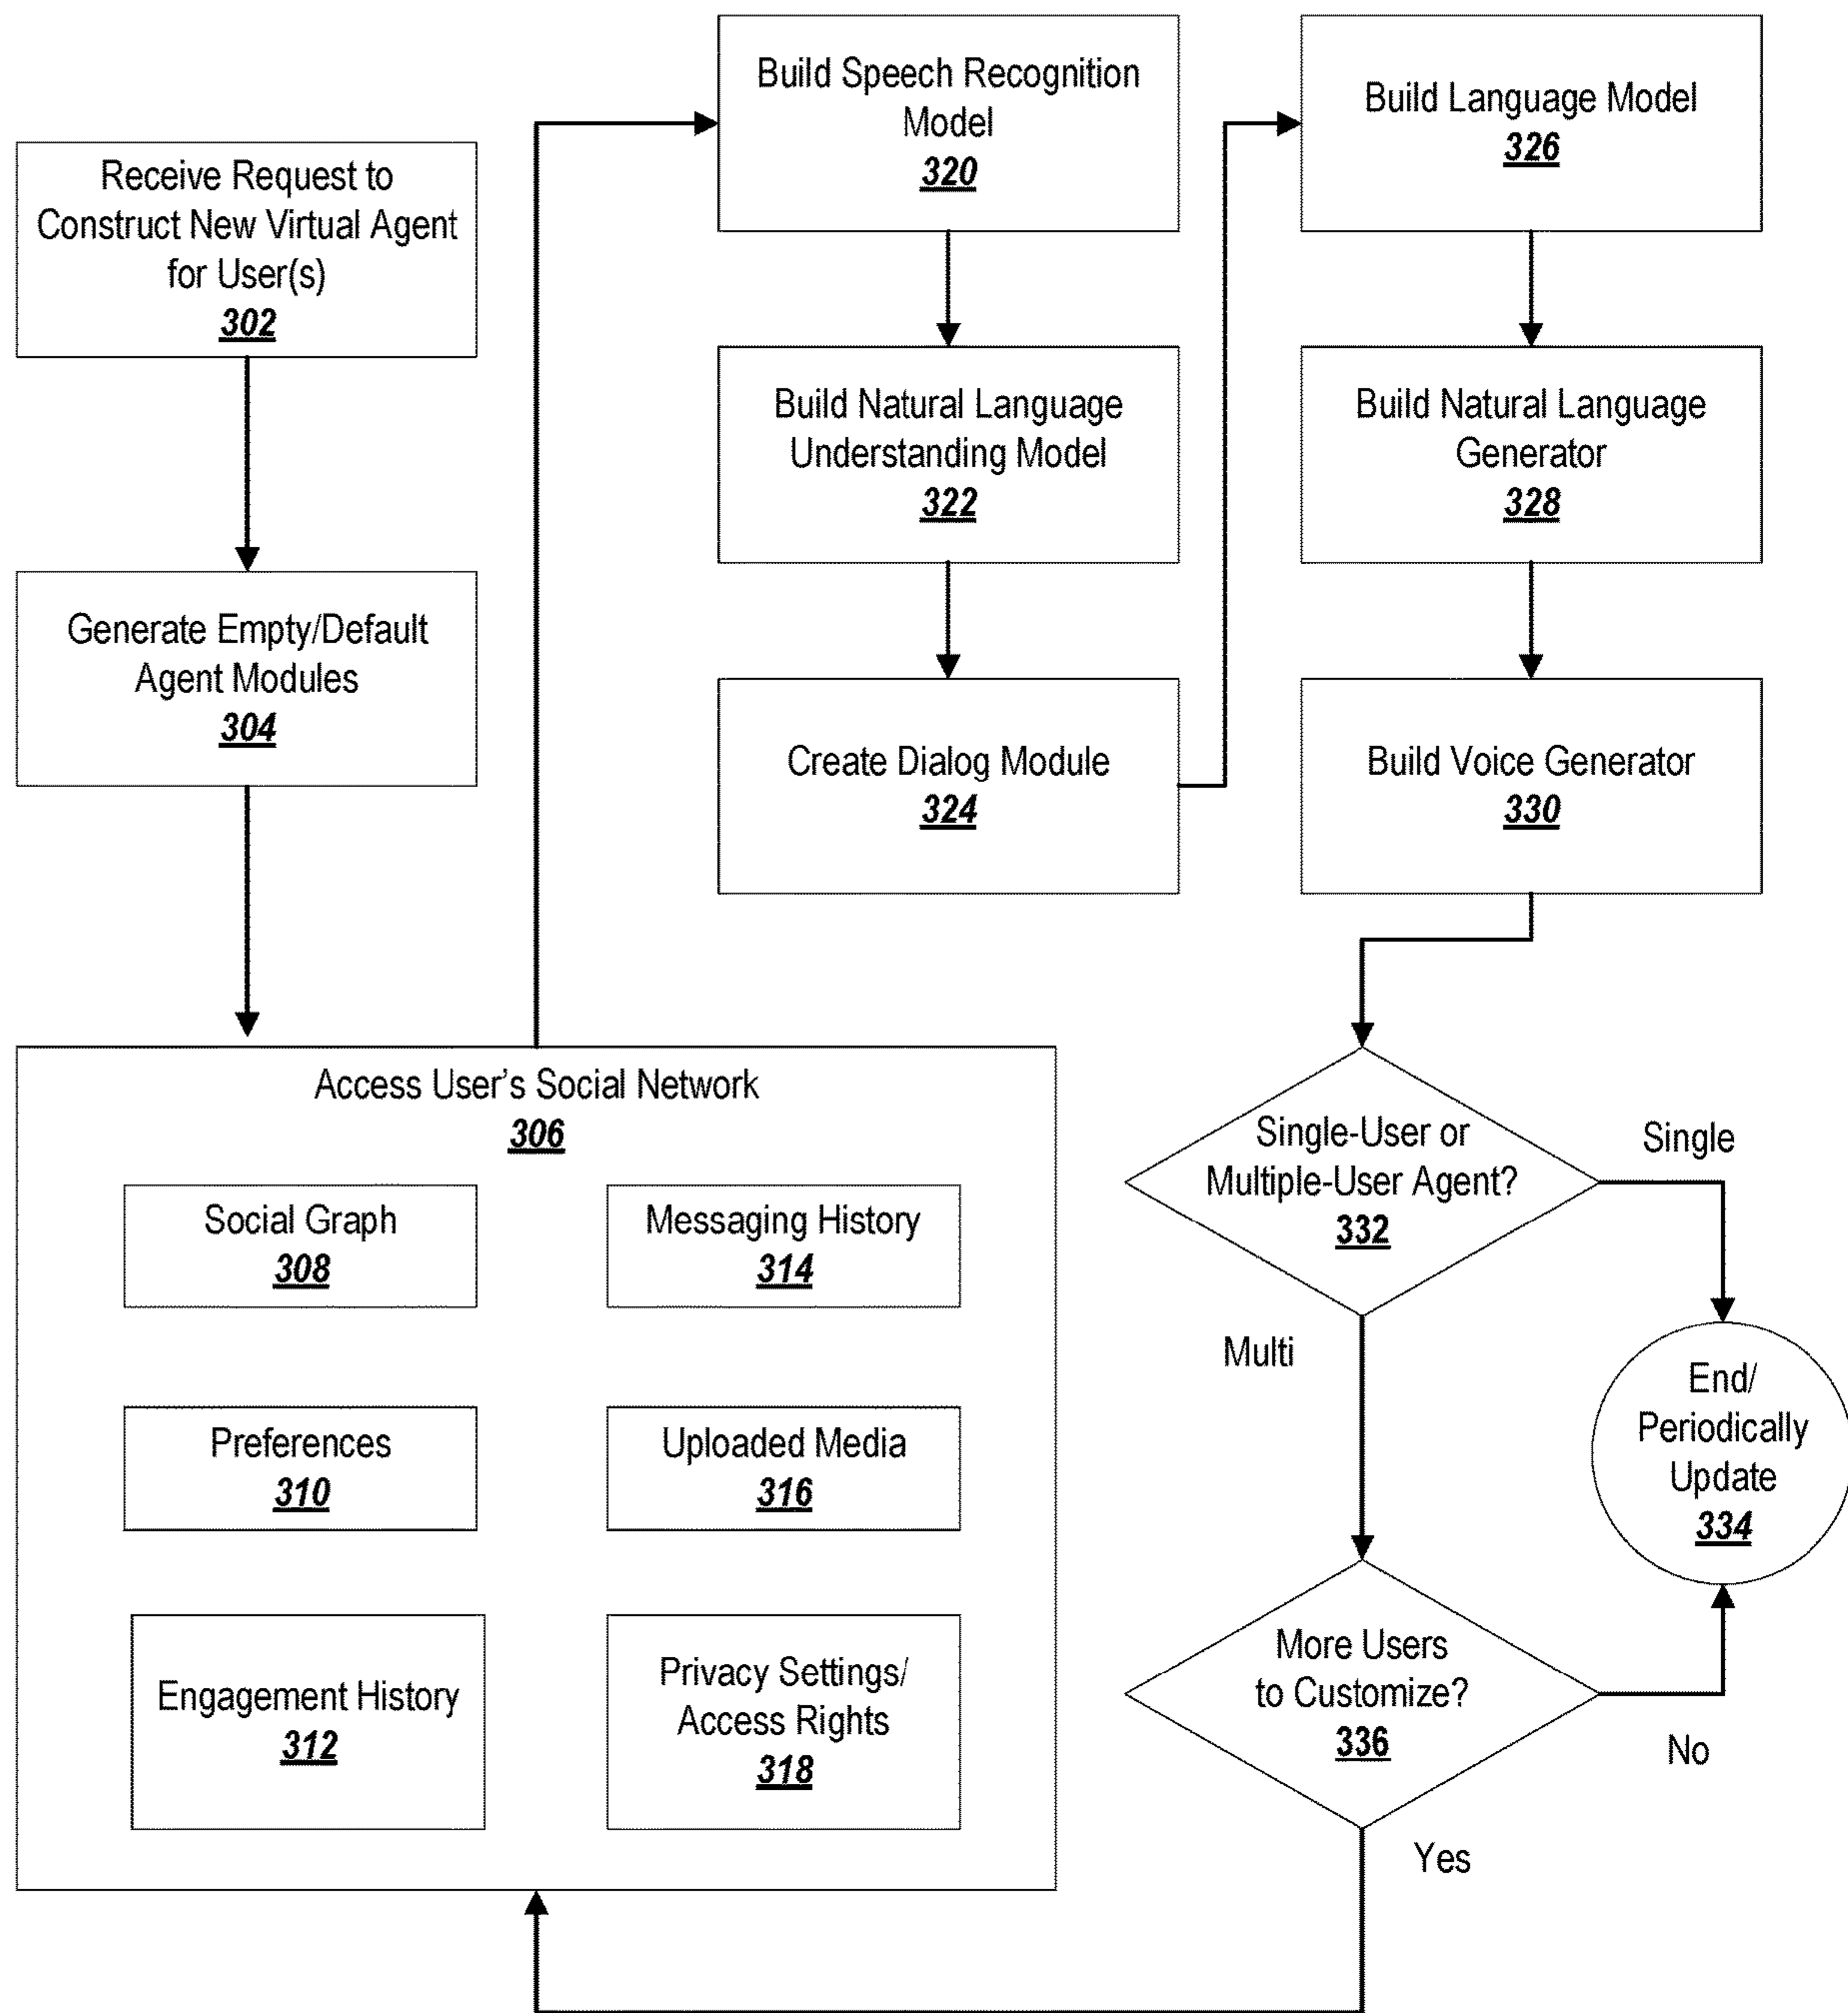 Receive Request to
Construct New Virtual Agent
for User(s)
302
Generate Empty/Default
Agent Modules
304
Access User's Social Network
306
Social Graph
308
Preferences
310
Engagement History
312
Messaging History
314
Uploaded Media
316
Privacy Settings/
Access Rights
318
Build Speech Recognition
Model
320
Build Natural Language
Understanding Model
322
Create Dialog Module
324
Build Language Model
326
Build Natural Language
Generator
328
Build Voice Generator
330
Single-User or
Multiple-User Agent?
332
Single
Multi
End/
Periodically
Update
334
More Users
to Customize?
336
No
Yes